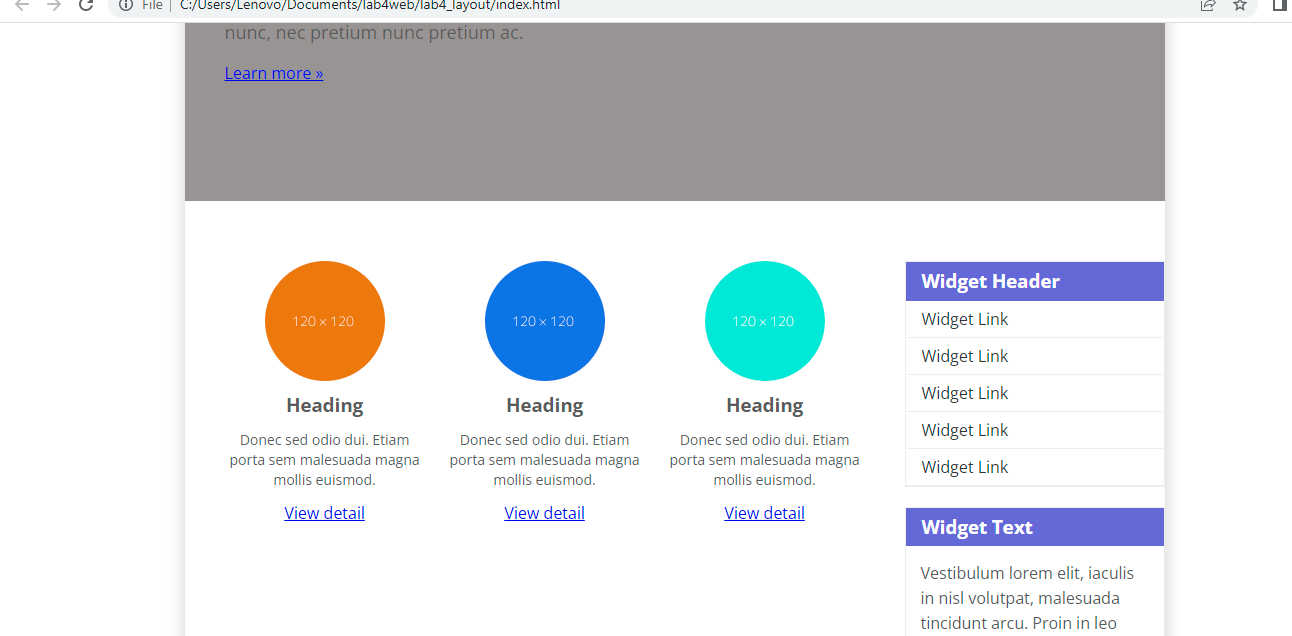 File | C:/Users/Lenovo/Documents/lab4web/lab4_layout/index.html
nunc, nec pretium nunc pretium ac.
Learn more »
120 × 120
Heading
Donec sed odio dui. Etiam
porta sem malesuada magna
mollis euismod.
View detail
120 × 120
Heading
Donec sed odio dui. Etiam
porta sem malesuada magna
mollis euismod.
View detail
120 × 120
Heading
Donec sed odio dui. Etiam
porta sem malesuada magna
mollis euismod.
View detail
Widget Header
Widget Link
Widget Link
Widget Link
Widget Link
Widget Link
Widget Text
Vestibulum lorem elit, iaculis
in nisl volutpat, malesuada
tincidunt arcu. Proin in leo